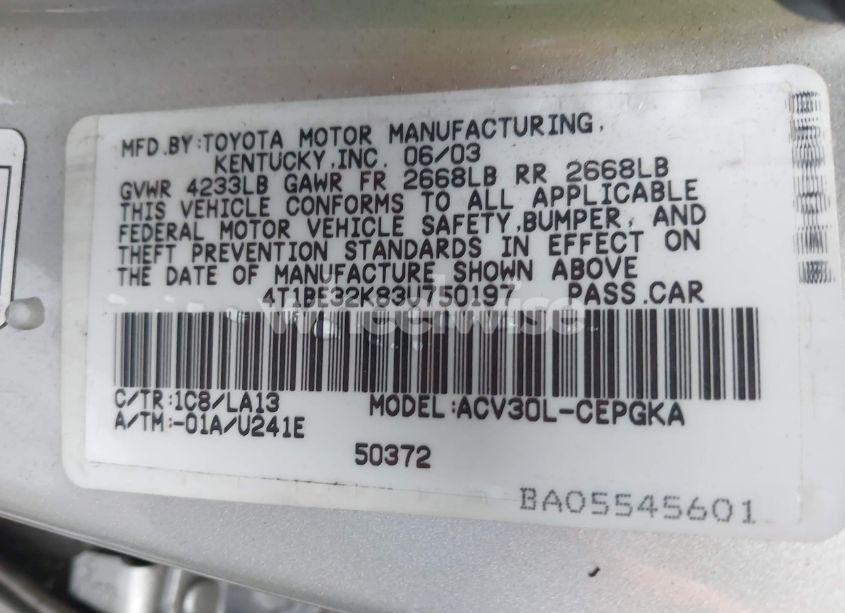 MFD.BY:TOYOTA MOTOR MANUFACTURING,
KENTUCKY,INC. 06/03
GVWR 4233LB GAWR FR 2668LB RR 2668LB
THIS VEHICLE CONFORMS TO ALL APPLICABLE
FEDERAL MOTOR VEHICLE SAFETY,BUMPER, AND
THEFT PREVENTION STANDARDS IN EFFECT ON
THE DATE OF MANUFACTURE SHOWN ABOVE
4T1BE32K83U750197 PASS.CAR
wheelwise
C/TR:1C8/LA13 MODEL:ACV30L-CEPGKA
A/TM:-01A/U241E
50372
BA05545601